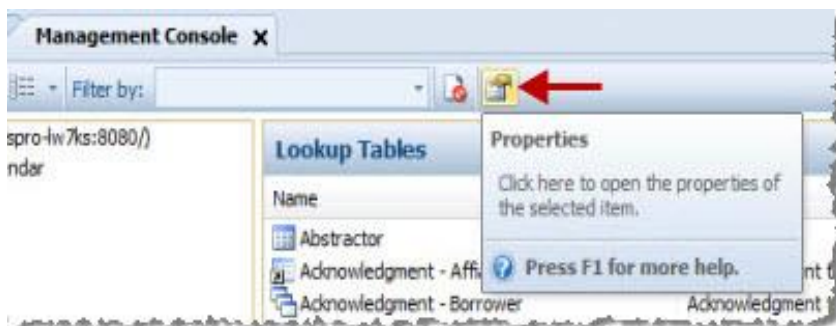 Management Console
Filter by:
spro-lw7ks:8080/)
ndar
Lookup Tables
Name
Properties
Click here to open the properties of
the selected item.
Press F1 for more help.
Abstractor
Acknowledgment - Affi
nt t
Acknowledgment - Borrower
Acknowledgment